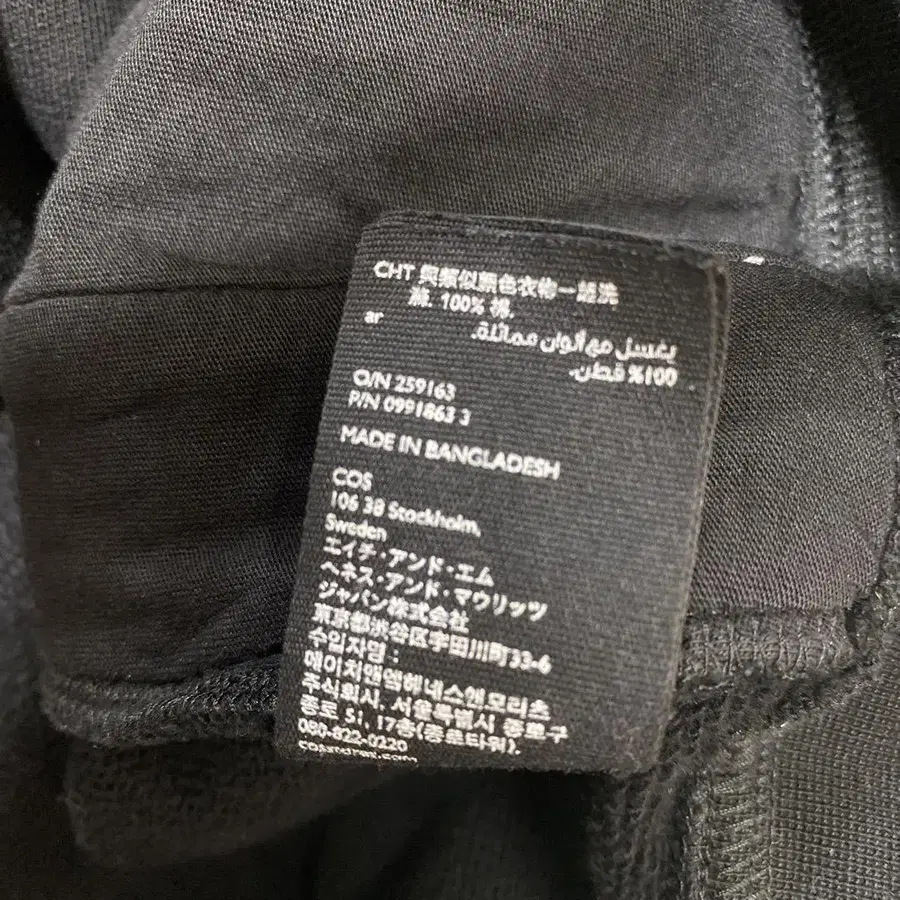 CHT 與類似顏色衣物一起洗
滌. 100% 棉.
ar
يغسل مع ألوان مماثلة.
100% قطن.
O/N 259163
P/N 0991863 3
MADE IN BANGLADESH
COS
106 38 Stockholm,
Sweden
エイチ・アンド・エム
ヘネス・アンド・マウリッツ
ジャパン株式会社
東京都渋谷区宇田川町33-6
수입자명 :
에이치앤엠헤네스앤모리츠
주식회사, 서울특별시 종로구
종로 51, 17층(종로타워),
080-822-0220